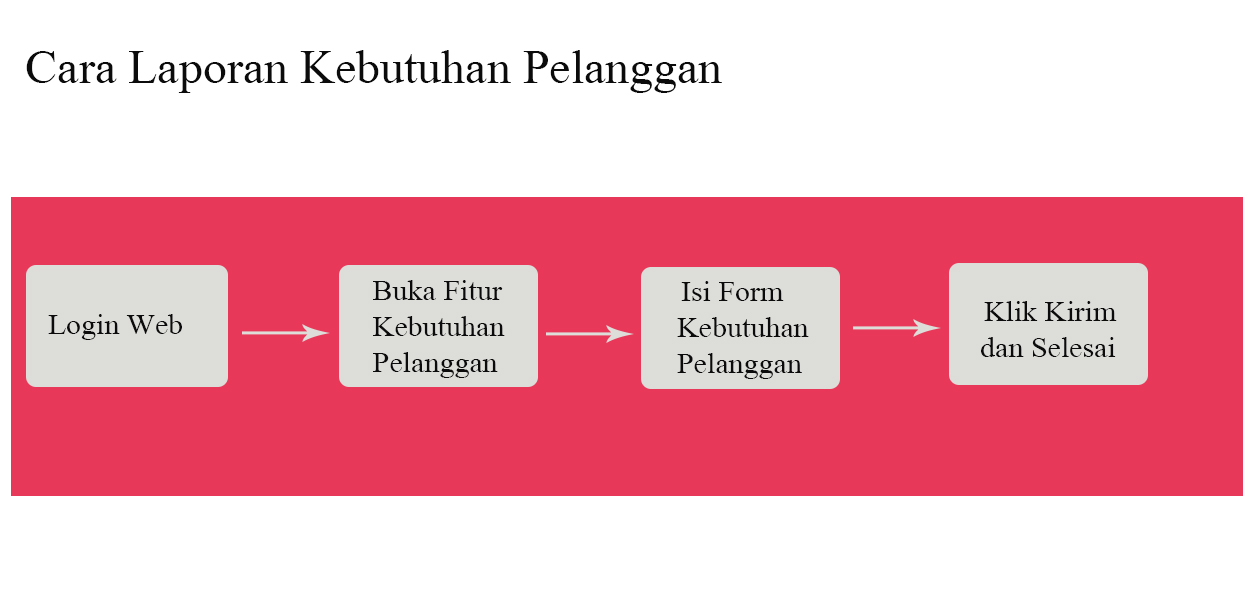 Cara Laporan Kebutuhan Pelanggan
Login Web
Buka Fitur
Kebutuhan
Pelanggan
Isi Form
Kebutuhan
Pelanggan
Klik Kirim
dan Selesai